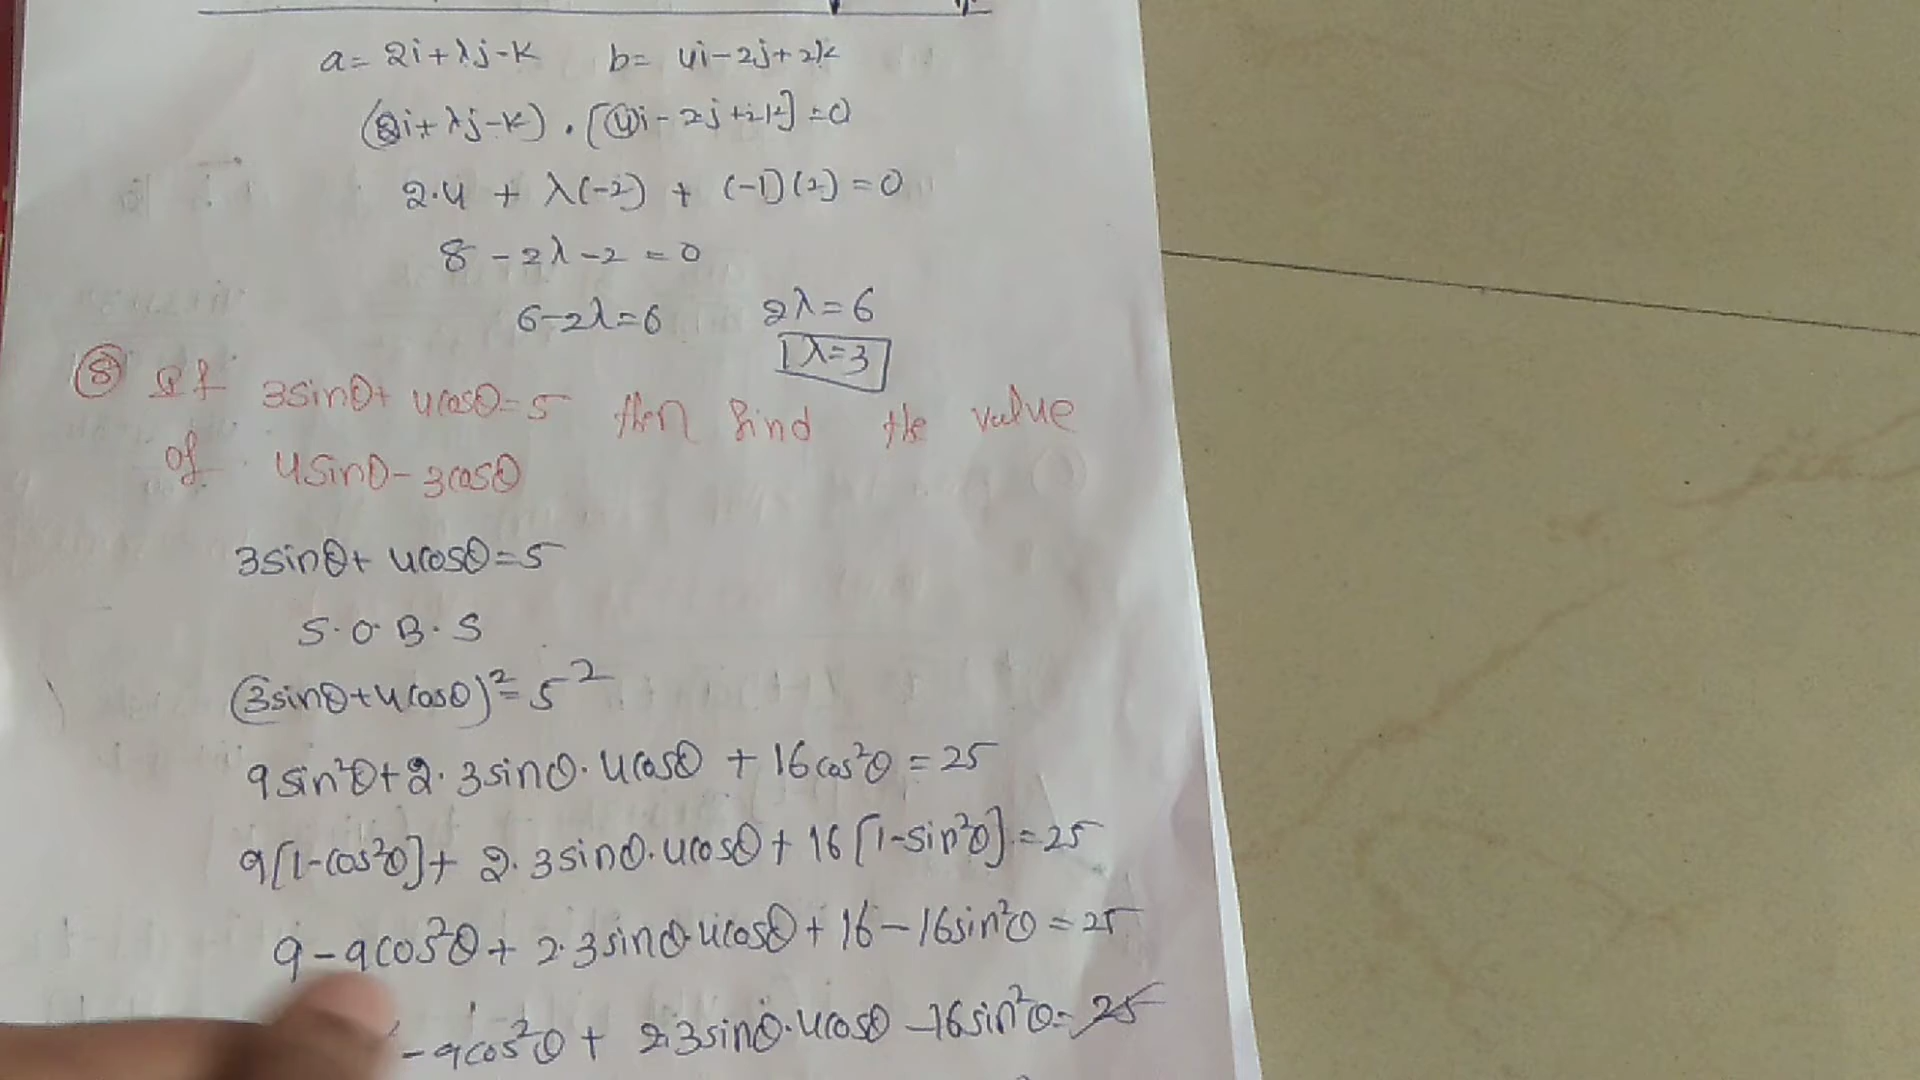 a = 2i + λj - k b = 4i - 2j + 2k
(2i + λj - k) . [4i - 2j + 2k] = 0
2.4 + λ(-2) + (-1)(2) = 0
8 - 2λ - 2 = 0
6 - 2λ = 6 2λ = 6
λ = 3
⑧ If 3sinθ + 4cosθ = 5 then find the value
of 4sinθ - 3cosθ
3sinθ + 4cosθ = 5
S.O.B.S
(3sinθ + 4cosθ)² = 5²
9sin²θ + 2.3sinθ.4cosθ + 16cos²θ = 25
9[1-cos²θ] + 2.3sinθ.4cosθ + 16[1-sin²θ] = 25
9 - 9cos²θ + 2.3sinθ.4cosθ + 16 - 16sin²θ = 25
- 9cos²θ + 2.3sinθ.4cosθ - 16sin²θ = 25